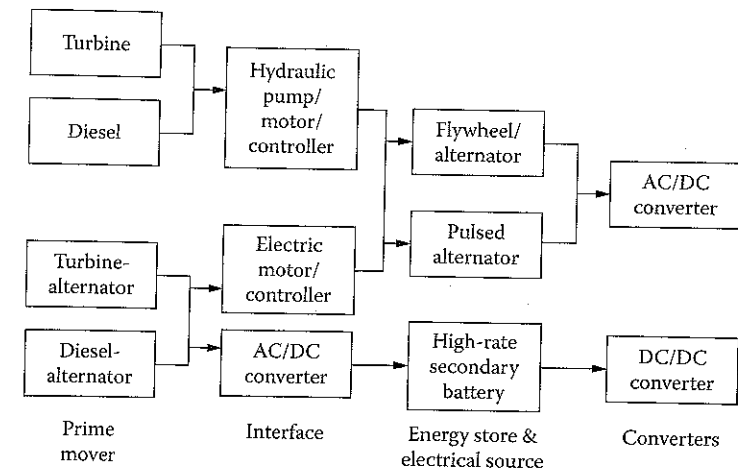 Turbine
Diesel
Hydraulic
pump/
motor/
controller
Flywheel/
alternator
AC/DC
converter
Turbine-
alternator
Electric
motor/
controller
Pulsed
alternator
Diesel-
alternator
AC/DC
converter
High-rate
secondary
battery
DC/DC
converter
Prime
mover
Interface
Energy store &
electrical source
Converters